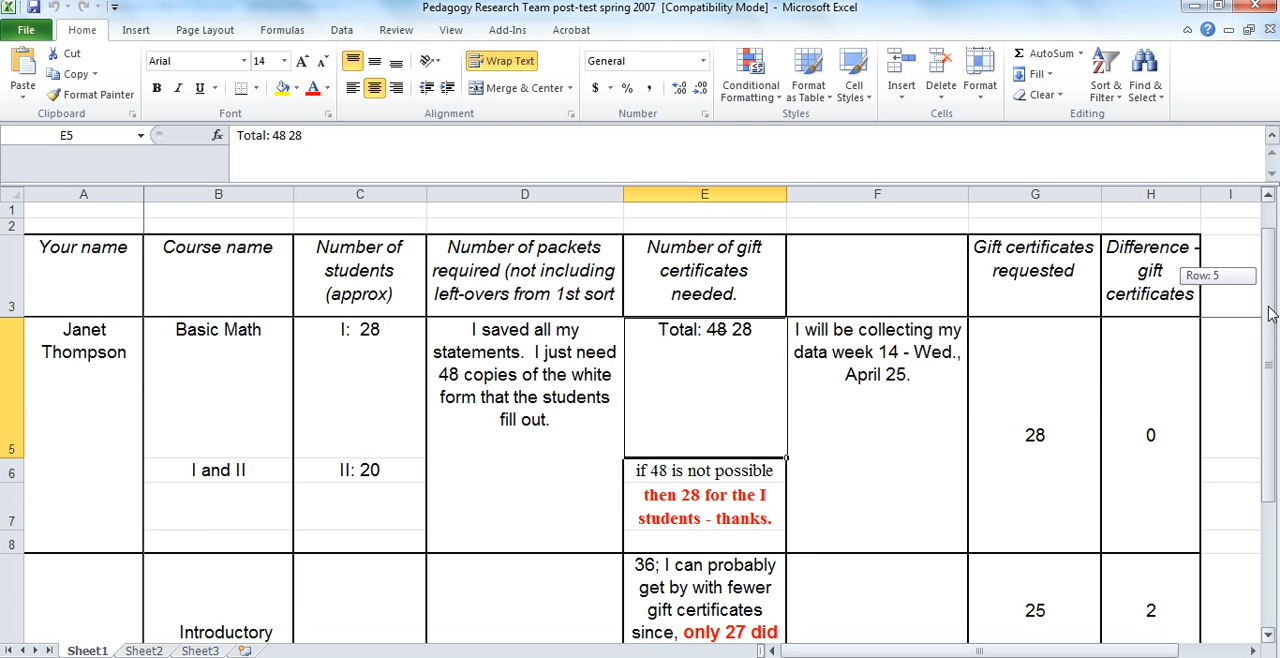 Pedagogy Research Team post-test spring 2007 [Compatibility Mode] - Microsoft Excel
File Home Insert Page Layout Formulas Data Review View Add-Ins Acrobat
Cut
Copy
Format Painter
Paste
Clipboard
Arial 14
B I U
Font
Wrap Text
Merge & Center
Alignment
General
$ % ,
Number
Conditional Formatting
Format as Table
Cell Styles
Styles
Insert Delete Format
Cells
AutoSum
Fill
Clear
Sort & Filter
Find & Select
Editing
E5 fx Total: 48 28
A B C D E F G H I
1
2
3
Your name
Course name
Number of
students
(approx)
Number of packets
required (not including
left-overs from 1st sort
Number of gift
certificates
needed.
Gift certificates
requested
Difference -
gift
certificates
Row: 5
5
Janet
Thompson
Basic Math
I: 28
I saved all my
statements. I just need
48 copies of the white
form that the students
fill out.
Total: 48 28
I will be collecting my
data week 14 - Wed.,
April 25.
28
0
6
I and II
II: 20
if 48 is not possible
7
then 28 for the I
students - thanks.
8
Introductory
36; I can probably
get by with fewer
gift certificates
since, only 27 did
25
2
Sheet1 Sheet2 Sheet3